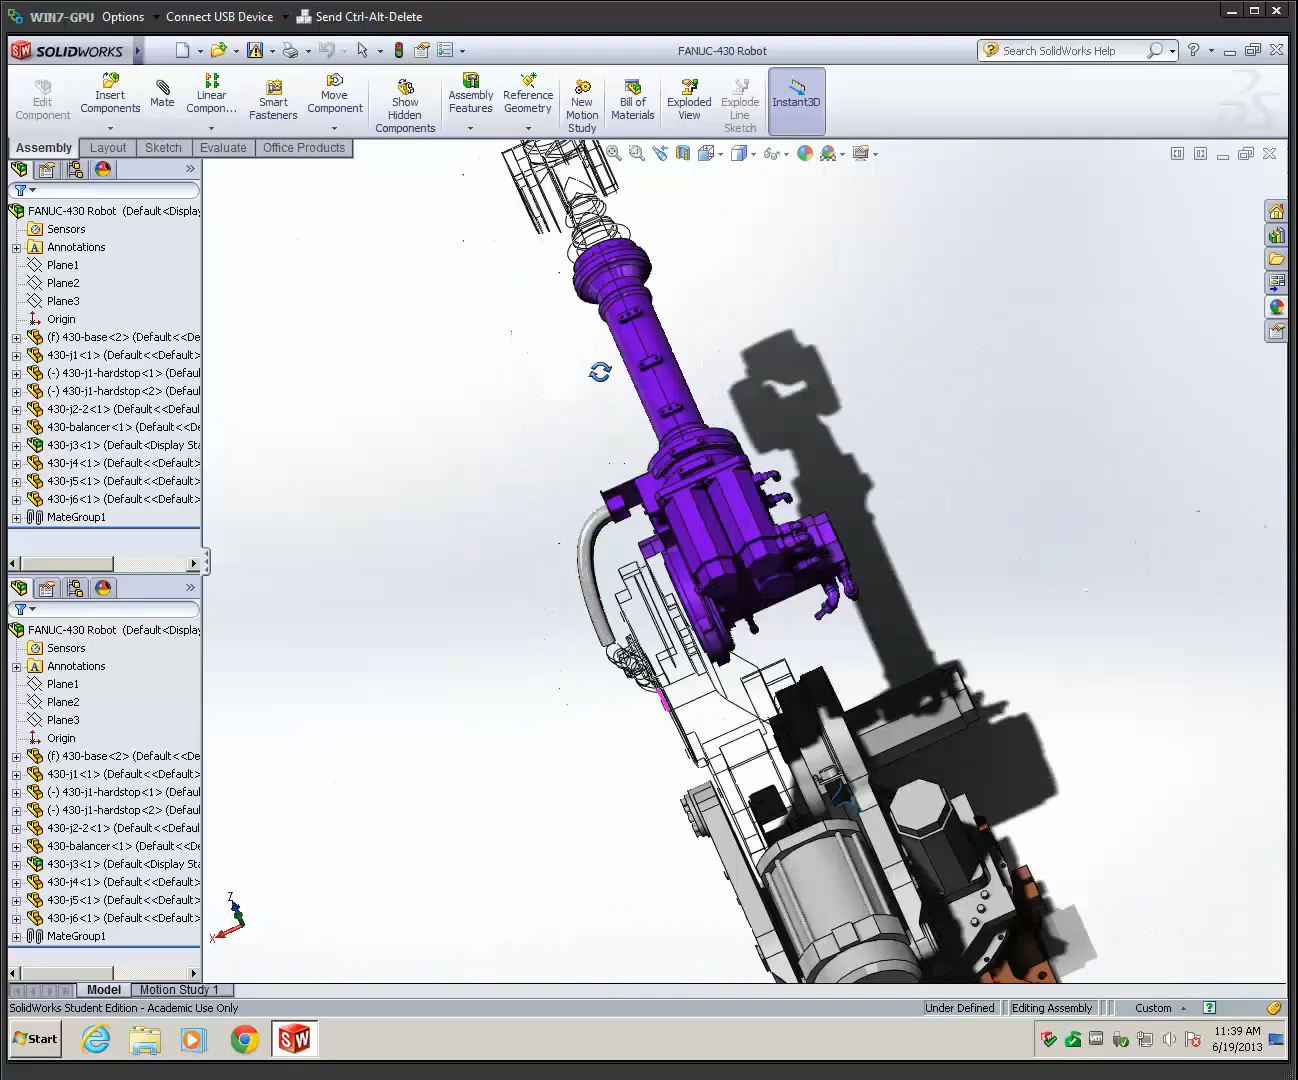 WIN7-GPU Options Connect USB Device Send Ctrl-Alt-Delete
SOLIDWORKS FANUC-430 Robot Search SolidWorks Help
Edit Component
Insert Components
Mate
Linear Compon...
Smart Fasteners
Move Component
Show Hidden Components
Assembly Features
Reference Geometry
New Motion Study
Bill of Materials
Exploded View
Explode Line Sketch
Instant3D
Assembly Layout Sketch Evaluate Office Products
FANUC-430 Robot (Default<Display
Sensors
Annotations
Plane1
Plane2
Plane3
Origin
(f) 430-base<2> (Default<<De
430-j1<1> (Default<<Default>
(-) 430-j1-hardstop<1> (Defaul
(-) 430-j1-hardstop<2> (Defaul
430-j2-2<1> (Default<<Defaul
430-balancer<1> (Default<<De
430-j3<1> (Default<Display Sta
430-j4<1> (Default<<Default>
430-j5<1> (Default<<Default>
430-j6<1> (Default<<Default>
MateGroup1
FANUC-430 Robot (Default<Display
Sensors
Annotations
Plane1
Plane2
Plane3
Origin
(f) 430-base<2> (Default<<De
430-j1<1> (Default<<Default>
(-) 430-j1-hardstop<1> (Defaul
(-) 430-j1-hardstop<2> (Defaul
430-j2-2<1> (Default<<Defaul
430-balancer<1> (Default<<De
430-j3<1> (Default<Display Sta
430-j4<1> (Default<<Default>
430-j5<1> (Default<<Default>
430-j6<1> (Default<<Default>
MateGroup1
Z
X
Model Motion Study 1
SolidWorks Student Edition - Academic Use Only Under Defined Editing Assembly Custom
Start 11:39 AM
6/19/2013